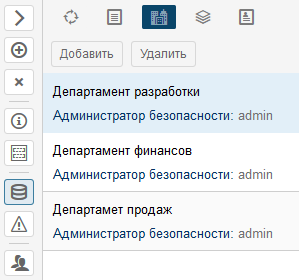 Добавить Удалить
Департамент разработки
Администратор безопасности: admin
Департамент финансов
Администратор безопасности: admin
Департамет продаж
Администратор безопасности: admin